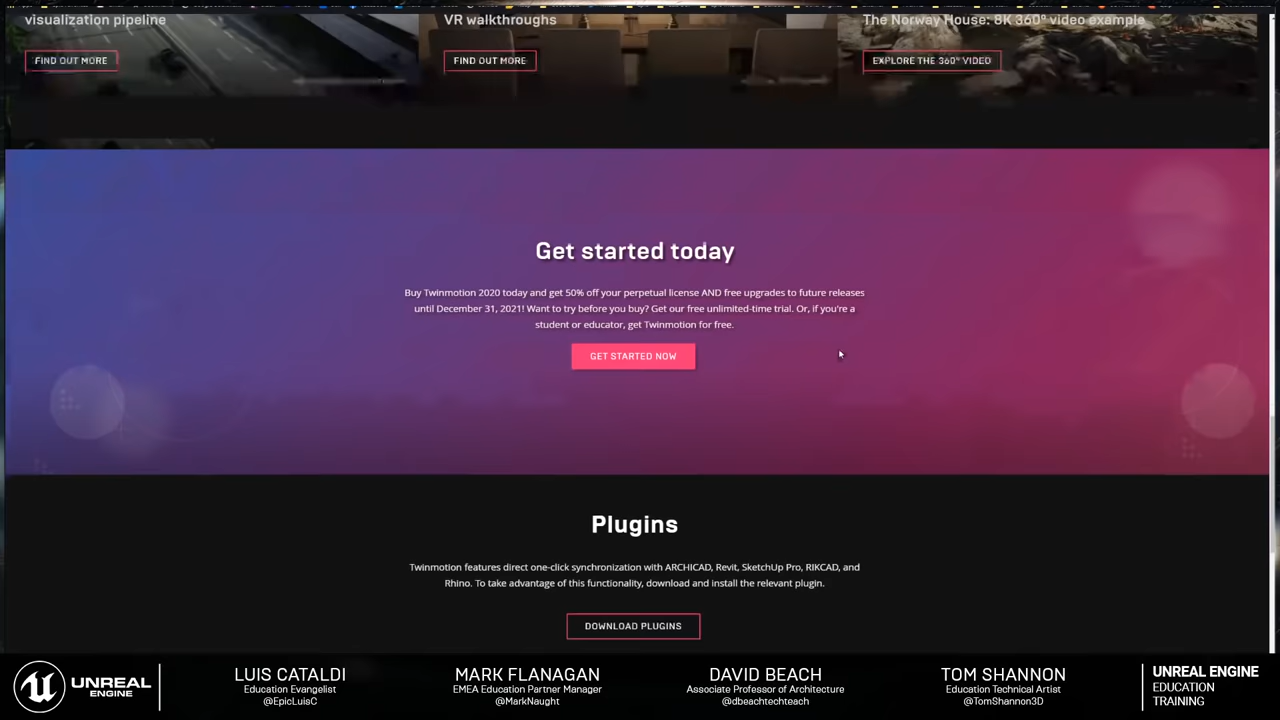 visualization pipeline
VR walkthroughs
The Norway House: 8K 360° video example
FIND OUT MORE
FIND OUT MORE
EXPLORE THE 360° VIDEO
Get started today
Buy Twinmotion 2020 today and get 50% off your perpetual license AND free upgrades to future releases
until December 31, 2021! Want to try before you buy? Get our free unlimited-time trial. Or, if you're a
student or educator, get Twinmotion for free.
GET STARTED NOW
Plugins
Twinmotion features direct one-click synchronization with ARCHICAD, Revit, SketchUp Pro, RIKCAD, and
Rhino. To take advantage of this functionality, download and install the relevant plugin.
DOWNLOAD PLUGINS
UNREAL
ENGINE
LUIS CATALDI
Education Evangelist
@EpicLuisC
MARK FLANAGAN
EMEA Education Partner Manager
@MarkNaught
DAVID BEACH
Associate Professor of Architecture
@dbeachtechteach
TOM SHANNON
Education Technical Artist
@TomShannon3D
UNREAL ENGINE
EDUCATION
TRAINING